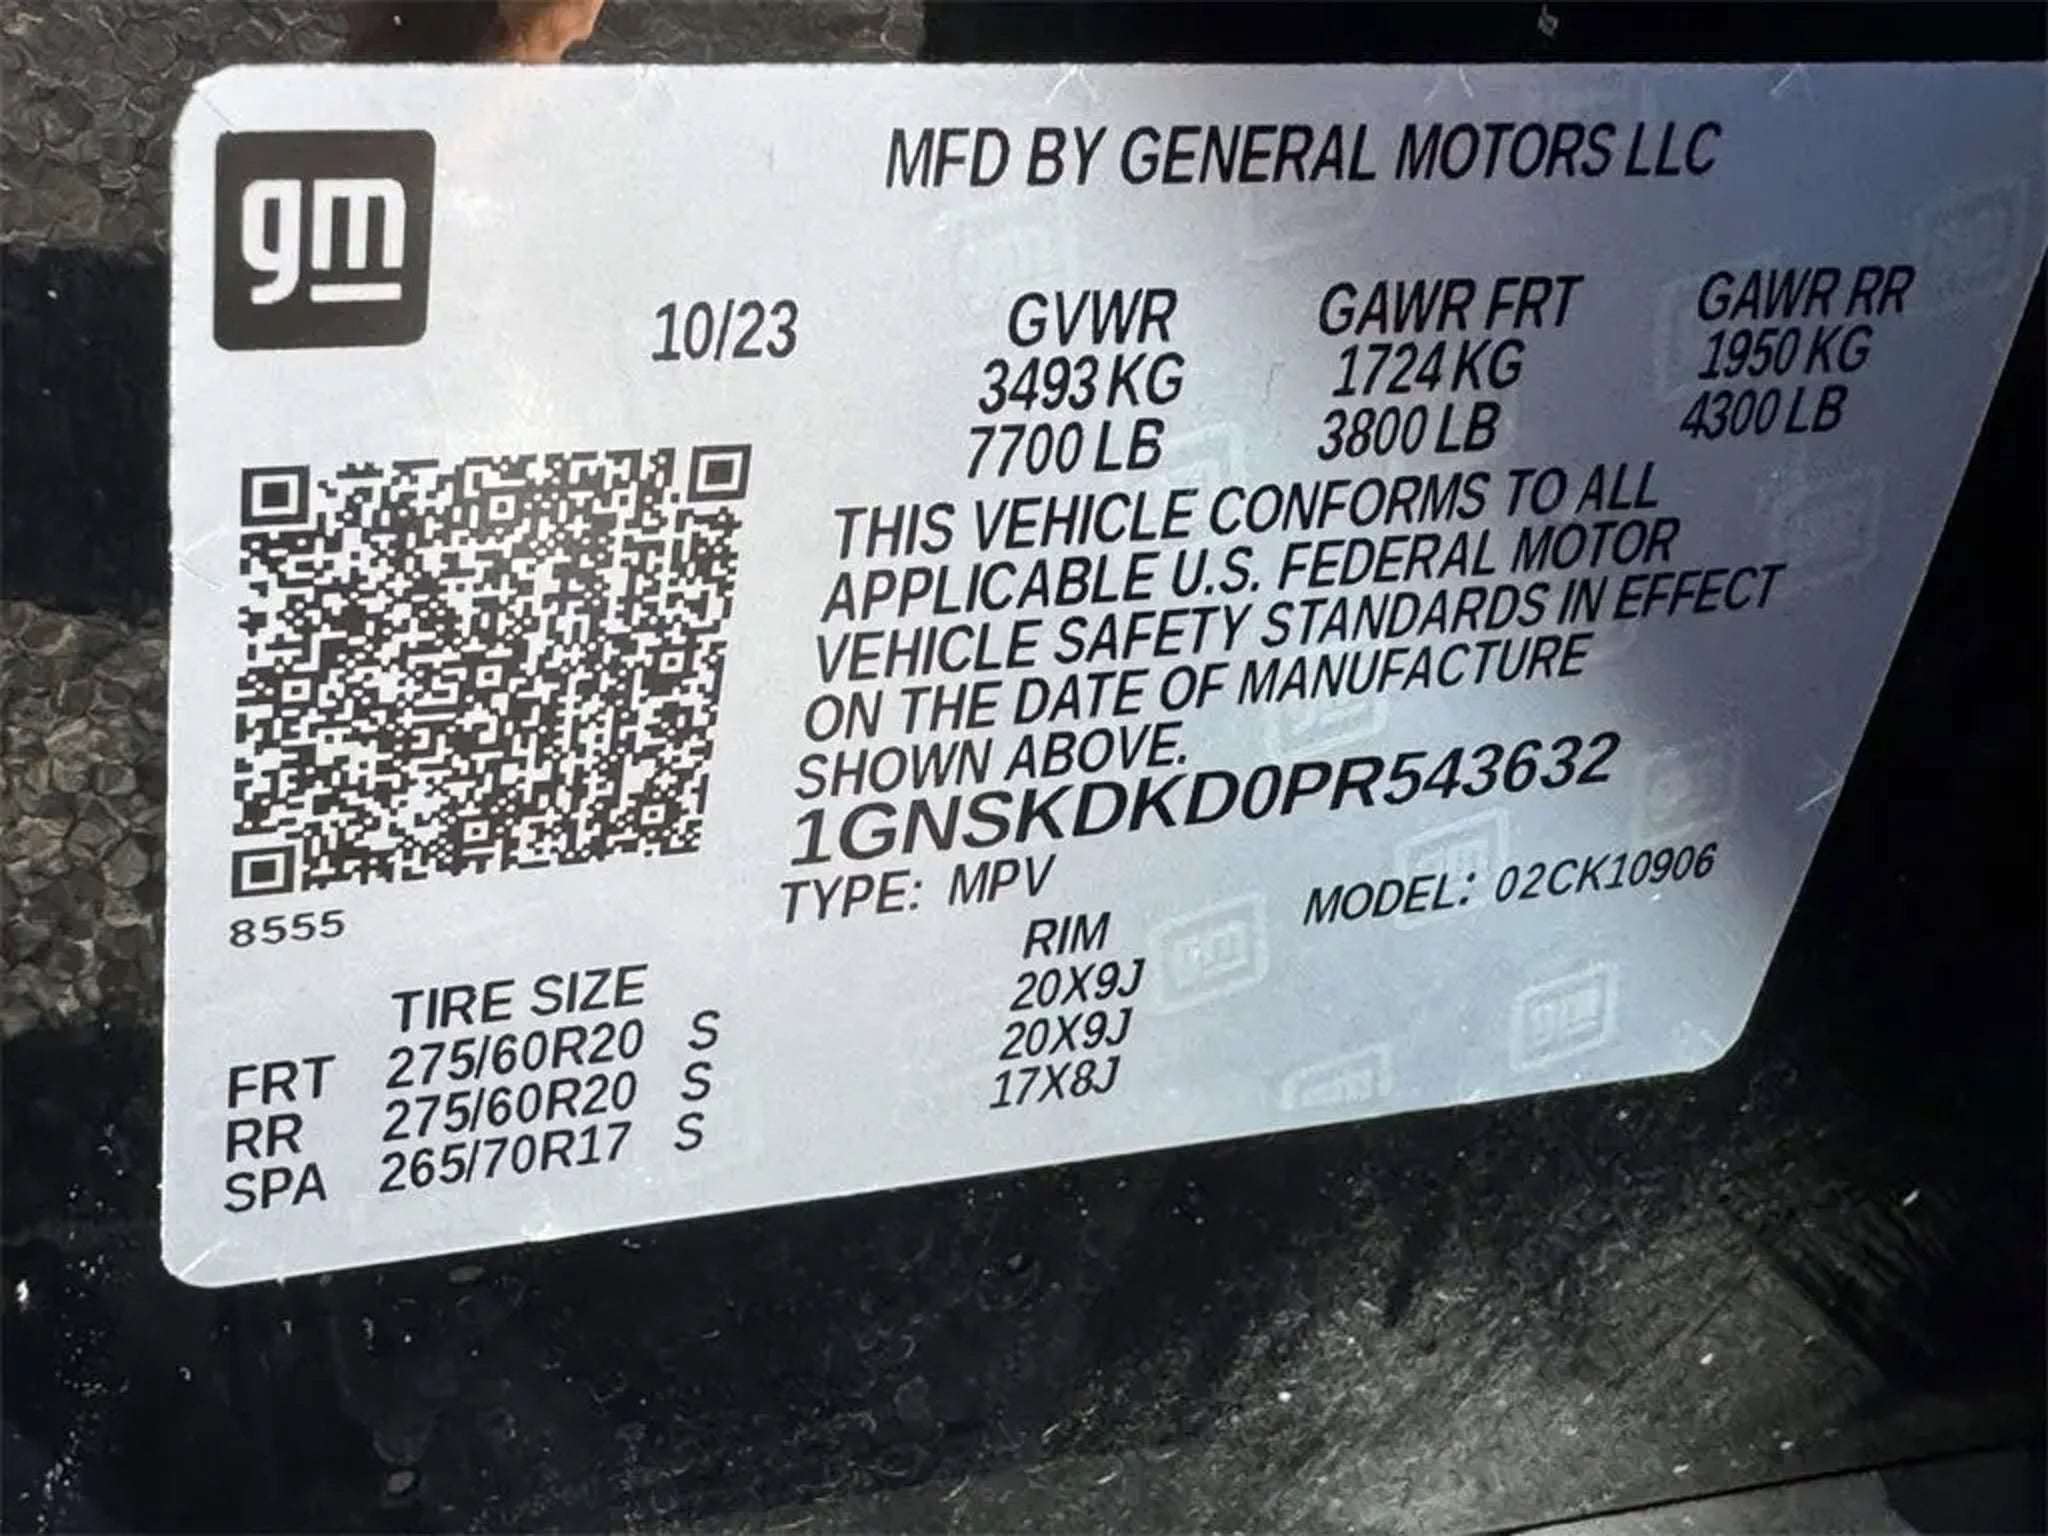 gm
MFD BY GENERAL MOTORS LLC
10/23
GVWR GAWR FRT GAWR RR
3493 KG 1724 KG 1950 KG
7700 LB 3800 LB 4300 LB
THIS VEHICLE CONFORMS TO ALL
APPLICABLE U.S. FEDERAL MOTOR
VEHICLE SAFETY STANDARDS IN EFFECT
ON THE DATE OF MANUFACTURE
SHOWN ABOVE.
1GNSKDKD0PR543632
TYPE: MPV MODEL: 02CK10906
8555
TIRE SIZE RIM
FRT 275/60R20 S 20X9J
RR 275/60R20 S 20X9J
SPA 265/70R17 S 17X8J